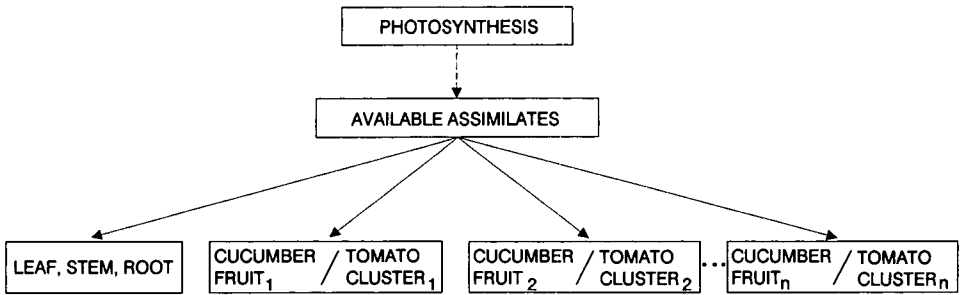 PHOTOSYNTHESIS
AVAILABLE ASSIMILATES
LEAF, STEM, ROOT
CUCUMBER / TOMATO
FRUIT1 CLUSTER1
CUCUMBER / TOMATO
FRUIT2 CLUSTER2
...
CUCUMBER / TOMATO
FRUITn CLUSTERn